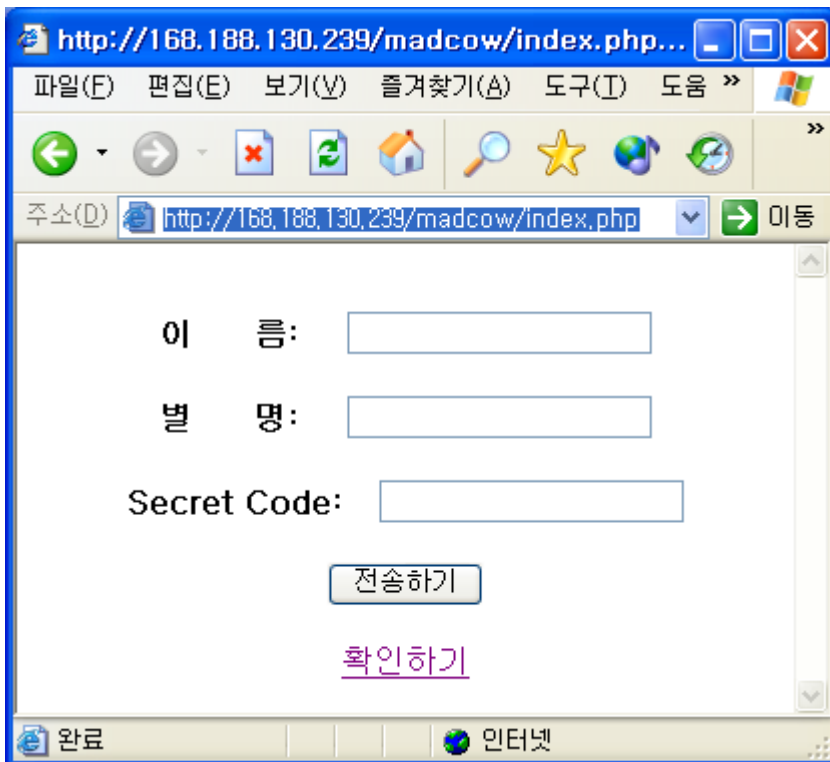 http://168.188.130.239/madcow/index.php...
파일(F) 편집(E) 보기(V) 즐겨찾기(A) 도구(T) 도움 »
»
주소(D) http://168,188,130,239/madcow/index,php 이동
이 름:
별 명:
Secret Code:
전송하기
확인하기
완료 인터넷